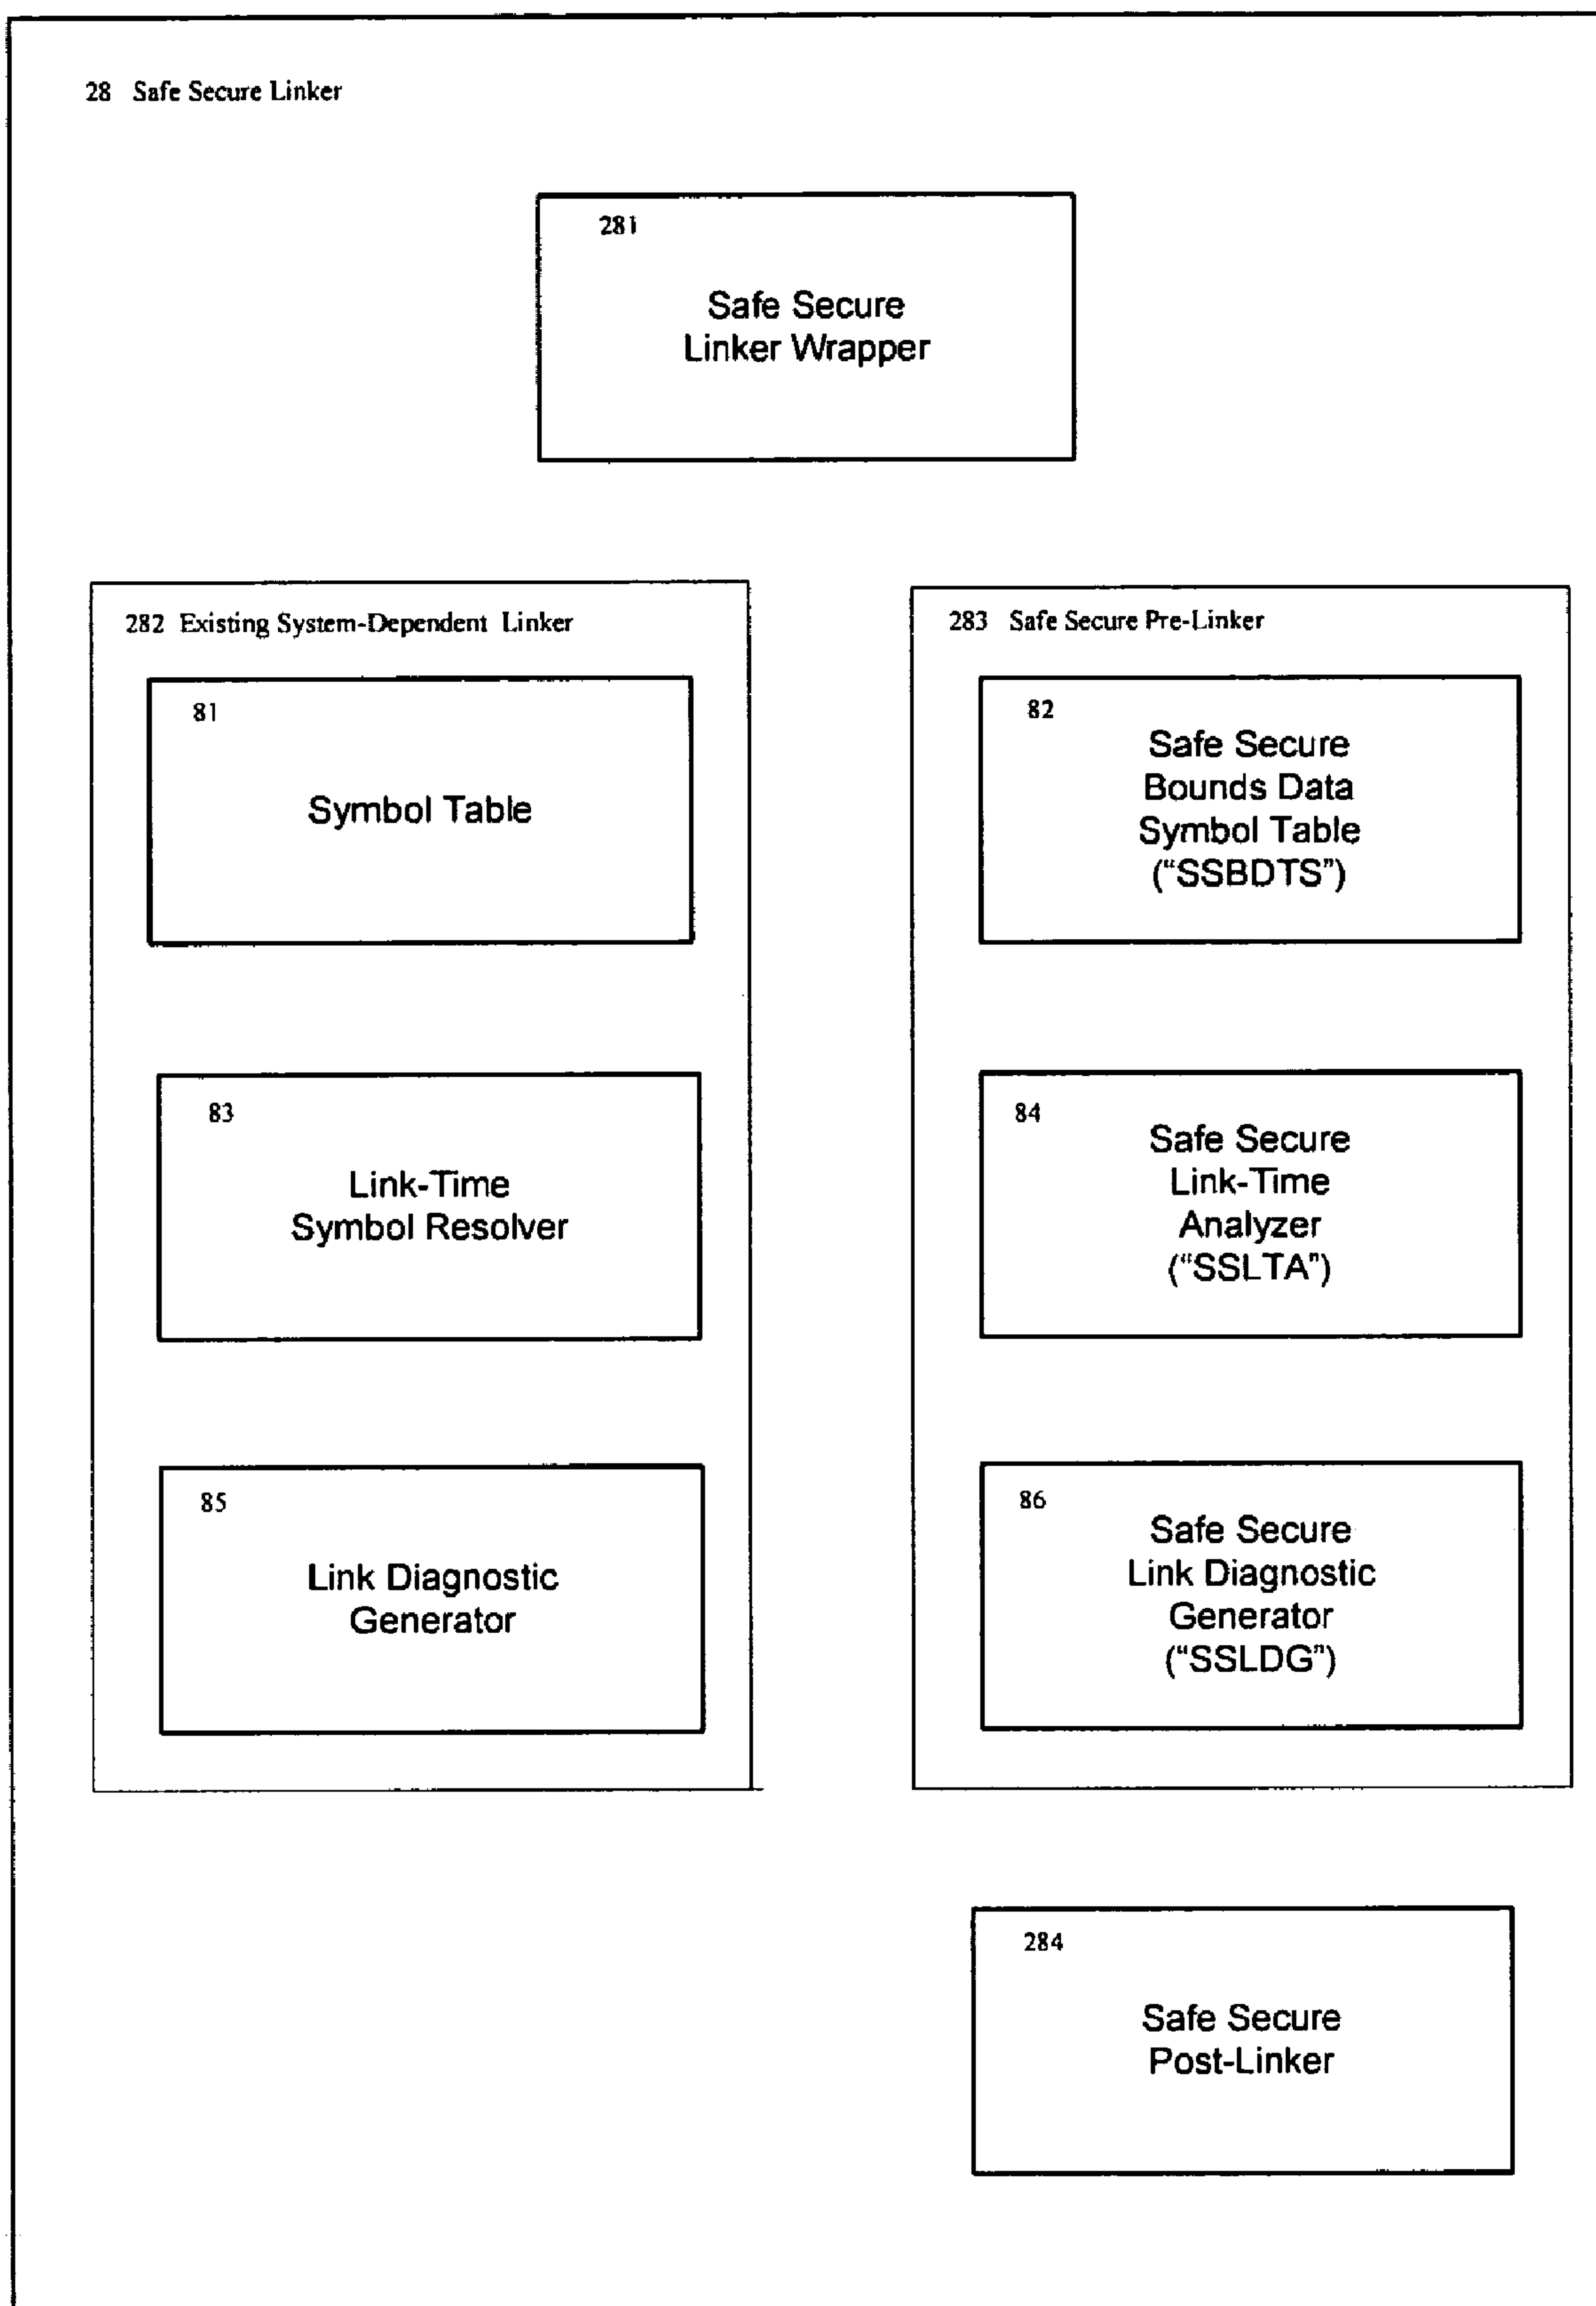 28 Safe Secure Linker
281
Safe Secure
Linker Wrapper
282 Existing System-Dependent Linker
81
Symbol Table
83
Link-Time
Symbol Resolver
85
Link Diagnostic
Generator
283 Safe Secure Pre-Linker
82
Safe Secure
Bounds Data
Symbol Table
(“SSBDTS”)
84
Safe Secure
Link-Time
Analyzer
(“SSLTA”)
86
Safe Secure
Link Diagnostic
Generator
(“SSLDG”)
284
Safe Secure
Post-Linker